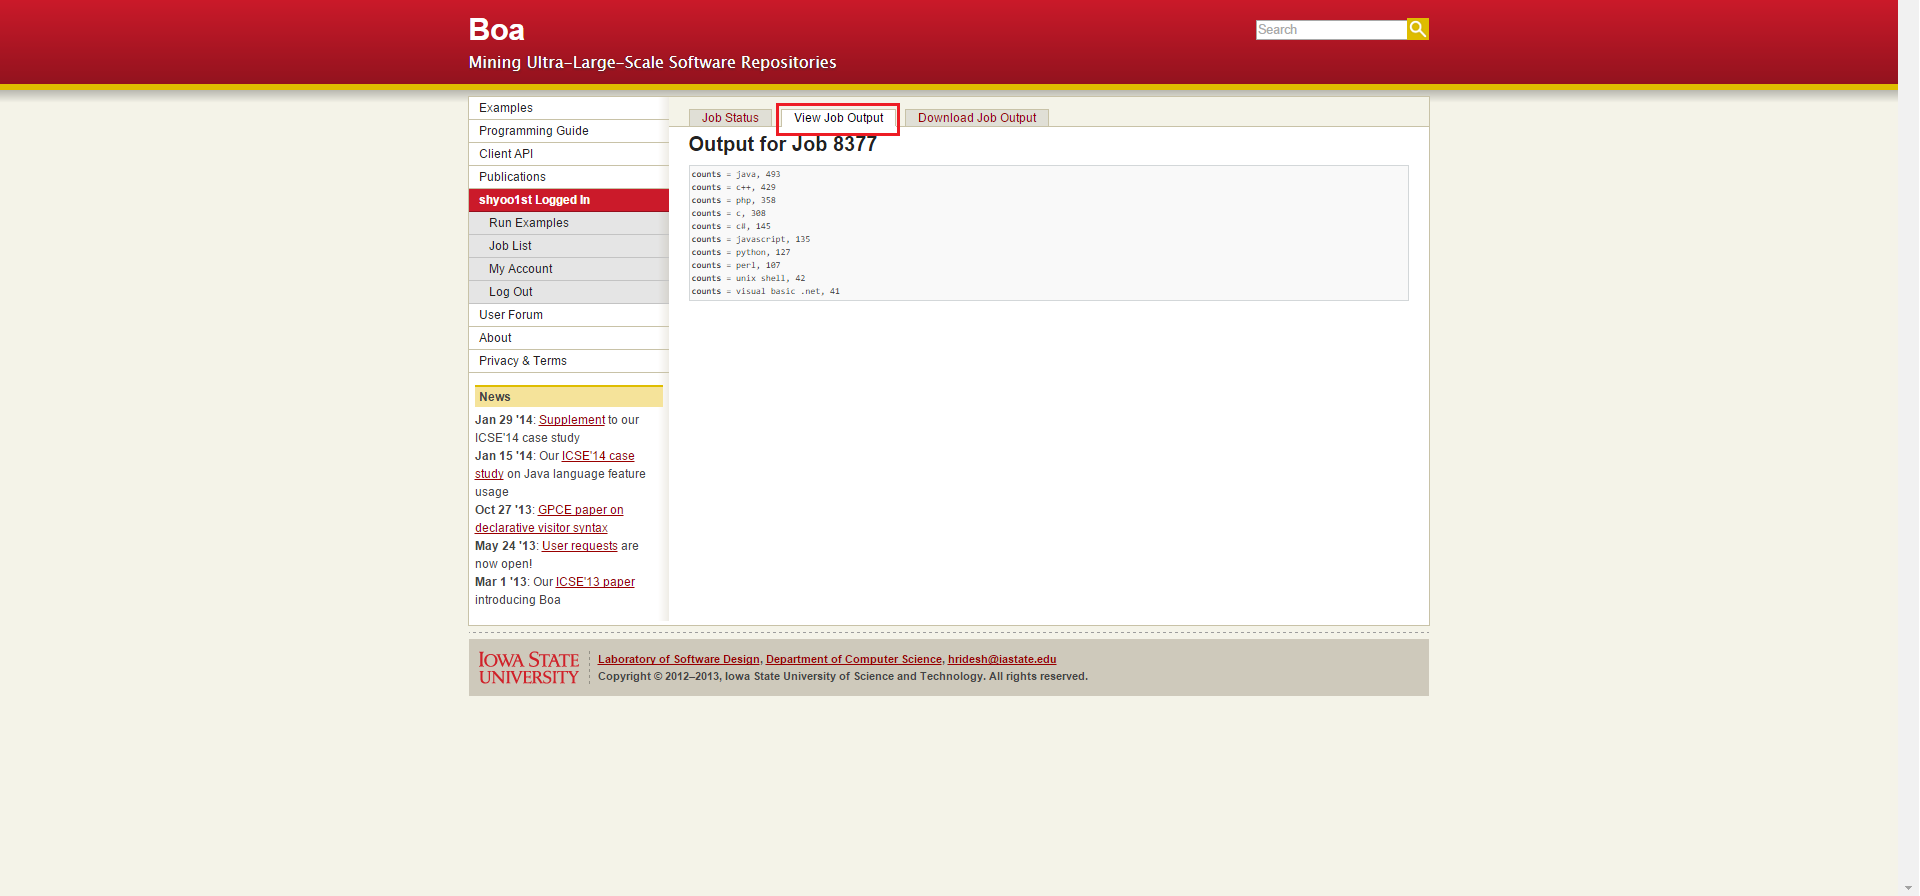 Boa
Search
Mining Ultra-Large-Scale Software Repositories
Examples
Programming Guide
Client API
Publications
shyoo1st Logged In
Run Examples
Job List
My Account
Log Out
User Forum
About
Privacy & Terms
News
Jan 29 '14: Supplement to our
ICSE'14 case study
Jan 15 '14: Our ICSE'14 case
study on Java language feature
usage
Oct 27 '13: GPCE paper on
declarative visitor syntax
May 24 '13: User requests are
now open!
Mar 1 '13: Our ICSE'13 paper
introducing Boa
Job Status
View Job Output
Download Job Output
Output for Job 8377
counts = java, 493
counts = c++, 429
counts = php, 358
counts = c, 308
counts = c#, 145
counts = javascript, 135
counts = python, 127
counts = perl, 107
counts = unix shell, 42
counts = visual basic .net, 41
IOWA STATE
UNIVERSITY
Laboratory of Software Design, Department of Computer Science, hridesh@iastate.edu
Copyright © 2012–2013, Iowa State University of Science and Technology. All rights reserved.